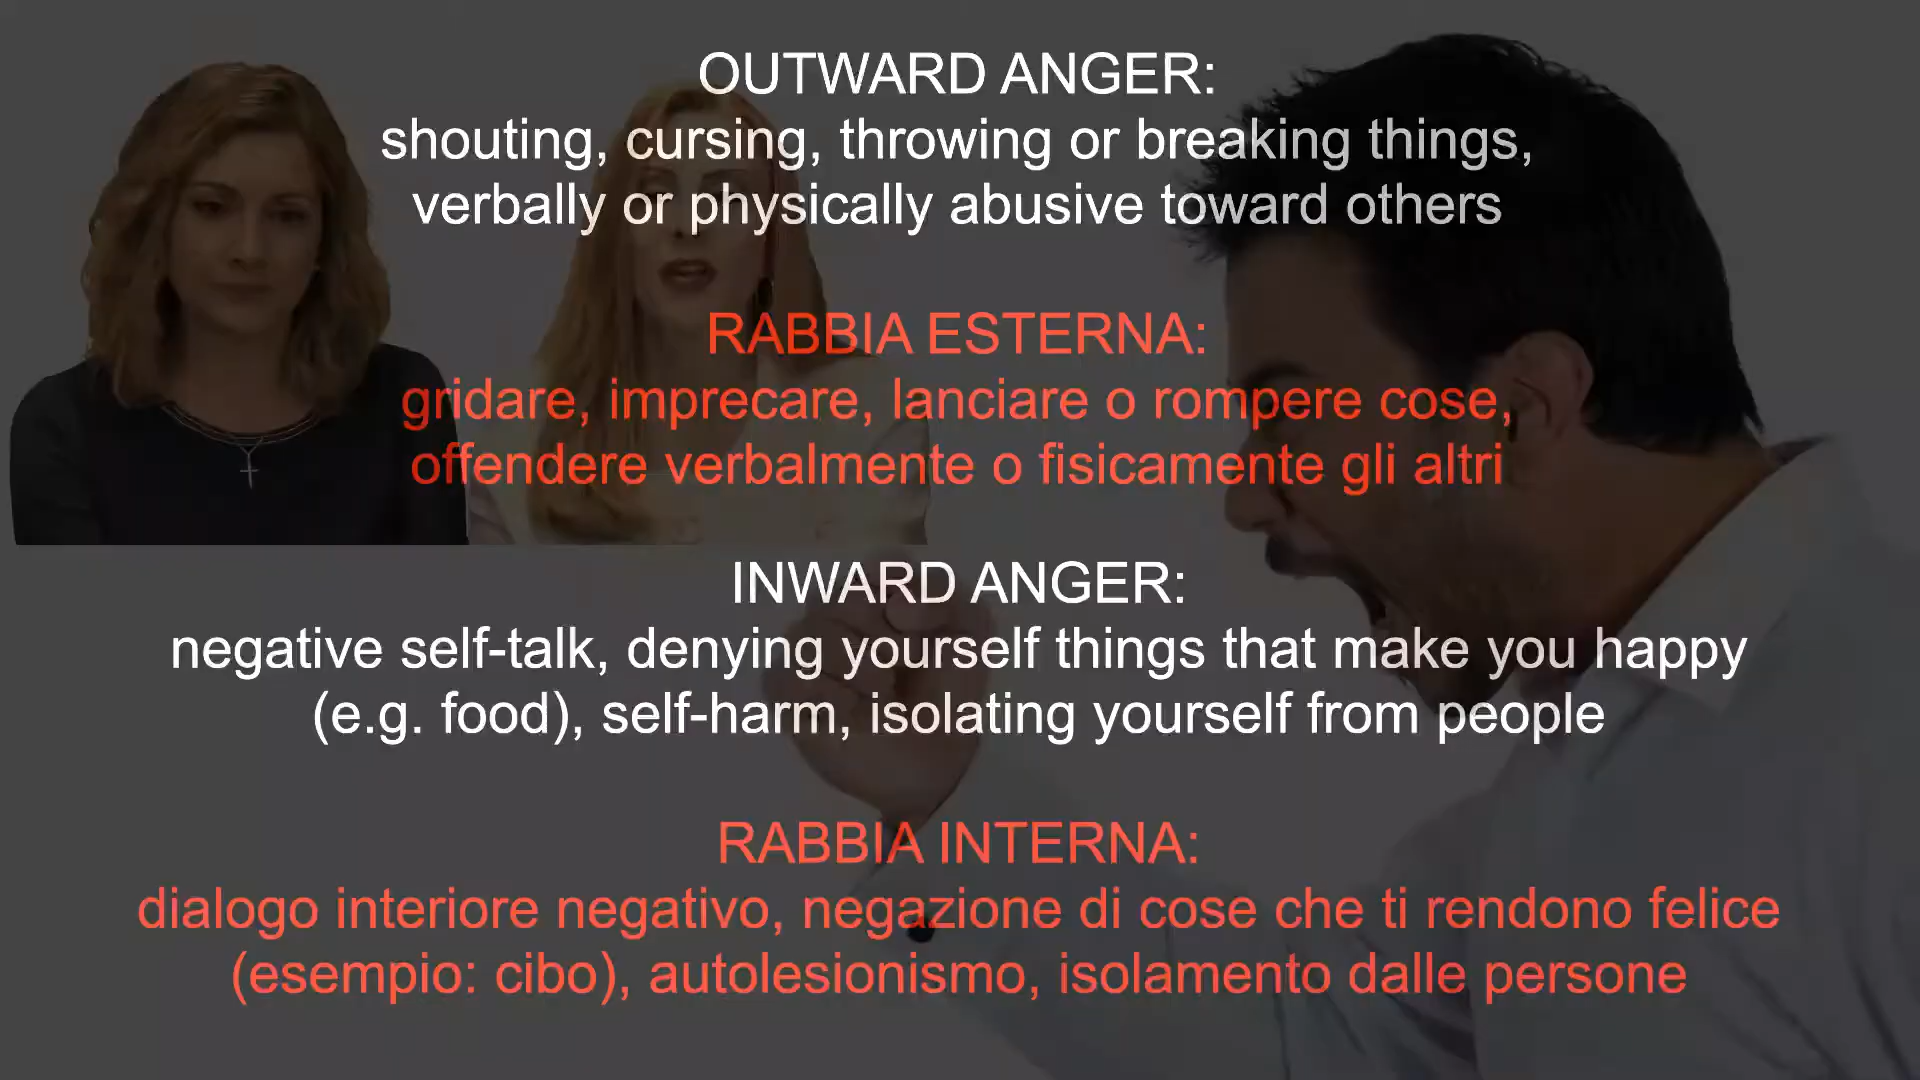 OUTWARD ANGER:
shouting, cursing, throwing or breaking things,
verbally or physically abusive toward others
RABBIA ESTERNA:
gridare, imprecare, lanciare o rompere cose,
offendere verbalmente o fisicamente gli altri
INWARD ANGER:
negative self-talk, denying yourself things that make you happy
(e.g. food), self-harm, isolating yourself from people
RABBIA INTERNA:
dialogo interiore negativo, negazione di cose che ti rendono felice
(esempio: cibo), autolesionismo, isolamento dalle persone